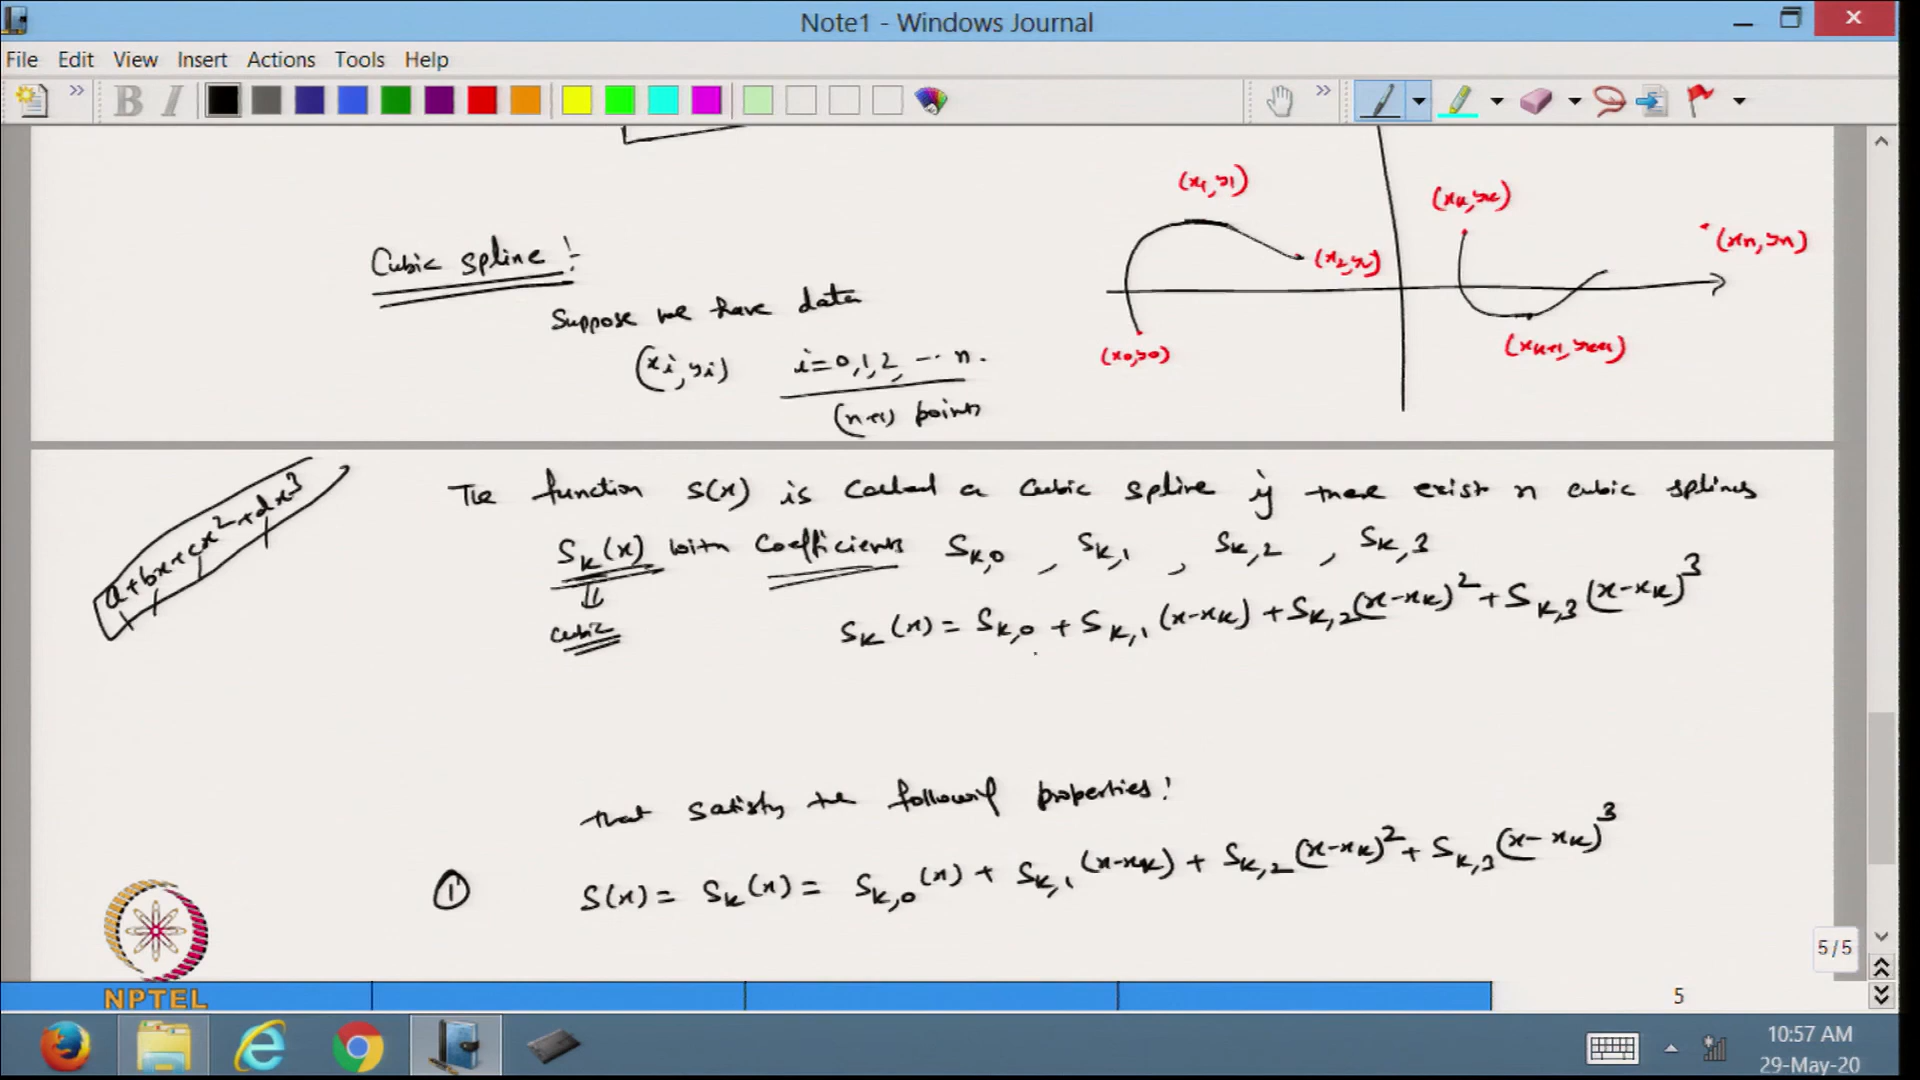 Note1 - Windows Journal
File Edit View Insert Actions Tools Help
(x1,y1)
(xk,yk)
(xn,yn)
(x2,y2)
(x0,y0)
(xk+1,yk+1)
Cubic spline :
Suppose we have data
(xi,yi) i=0,1,2, ... n.
(n+1) points
a+bx+cx²+dx³
The function S(x) is called a cubic spline if there exist n cubic splines
Sk(x) with coefficients Sk,0 , Sk,1 , Sk,2 , Sk,3
cubic
Sk(x) = Sk,0 + Sk,1 (x-xk) + Sk,2 (x-xk)² + Sk,3 (x-xk)³
that satisfy the following properties:
① S(x) = Sk(x) = Sk,0 (x) + Sk,1 (x-xk) + Sk,2 (x-xk)² + Sk,3 (x-xk)³
5/5
NPTEL
5
10:57 AM
29-May-20